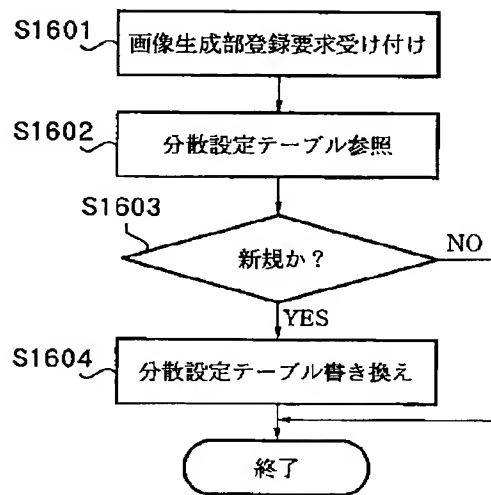 S1601
画像生成部登録要求受け付け
S1602
分散設定テーブル参照
S1603
新規か？
NO
YES
S1604
分散設定テーブル書き換え
終了